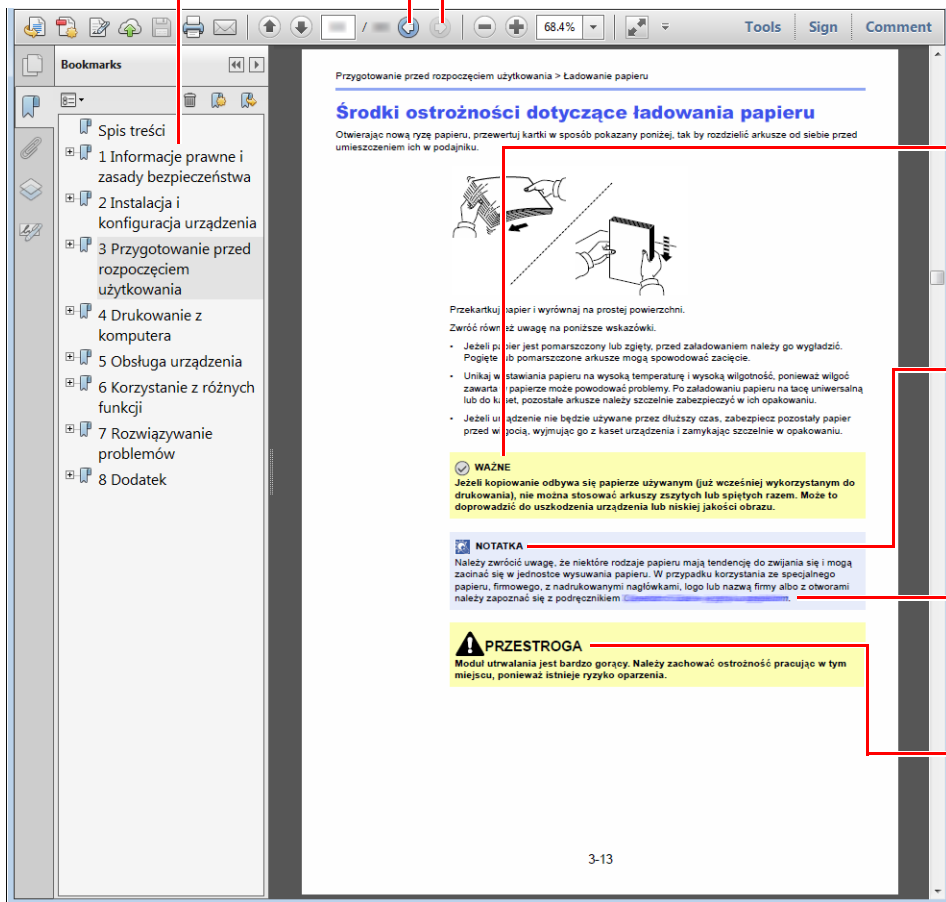 /
68.4%
Tools
Sign
Comment
Bookmarks
Spis treści
1 Informacje prawne i
zasady bezpieczeństwa
2 Instalacja i
konfiguracja urządzenia
3 Przygotowanie przed
rozpoczęciem
użytkowania
4 Drukowanie z
komputera
5 Obsługa urządzenia
6 Korzystanie z różnych
funkcji
7 Rozwiązywanie
problemów
8 Dodatek
Przygotowanie przed rozpoczęciem użytkowania > Ładowanie papieru
Środki ostrożności dotyczące ładowania papieru
Otwierając nową ryzę papieru, przewertuj kartki w sposób pokazany poniżej, tak by rozdzielić arkusze od siebie przed
umieszczeniem ich w podajniku.
Przekartkuj papier i wyrównaj na prostej powierzchni.
Zwróć również uwagę na poniższe wskazówki.
• Jeżeli papier jest pomarszczony lub zgięty, przed załadowaniem należy go wygładzić.
Pogięte lub pomarszczone arkusze mogą spowodować zacięcie.
• Unikaj wystawiania papieru na wysoką temperaturę i wysoką wilgotność, ponieważ wilgoć
zawarta w papierze może powodować problemy. Po załadowaniu papieru na tacę uniwersalną
lub do kaset, pozostałe arkusze należy szczelnie zabezpieczyć w ich opakowaniu.
• Jeżeli urządzenie nie będzie używane przez dłuższy czas, zabezpiecz pozostały papier
przed wilgocią, wyjmując go z kaset urządzenia i zamykając szczelnie w opakowaniu.
WAŻNE
Jeżeli kopiowanie odbywa się papierze używanym (już wcześniej wykorzystanym do
drukowania), nie można stosować arkuszy zszytych lub spiętych razem. Może to
doprowadzić do uszkodzenia urządzenia lub niskiej jakości obrazu.
NOTATKA
Należy zwrócić uwagę, że niektóre rodzaje papieru mają tendencję do zwijania się i mogą
zacinać się w jednostce wysuwania papieru. W przypadku korzystania ze specjalnego
papieru, firmowego, z nadrukowanymi nagłówkami, logo lub nazwą firmy albo z otworami
należy zapoznać się z podręcznikiem .
PRZESTROGA
Moduł utrwalania jest bardzo gorący. Należy zachować ostrożność pracując w tym
miejscu, ponieważ istnieje ryzyko oparzenia.
3-13